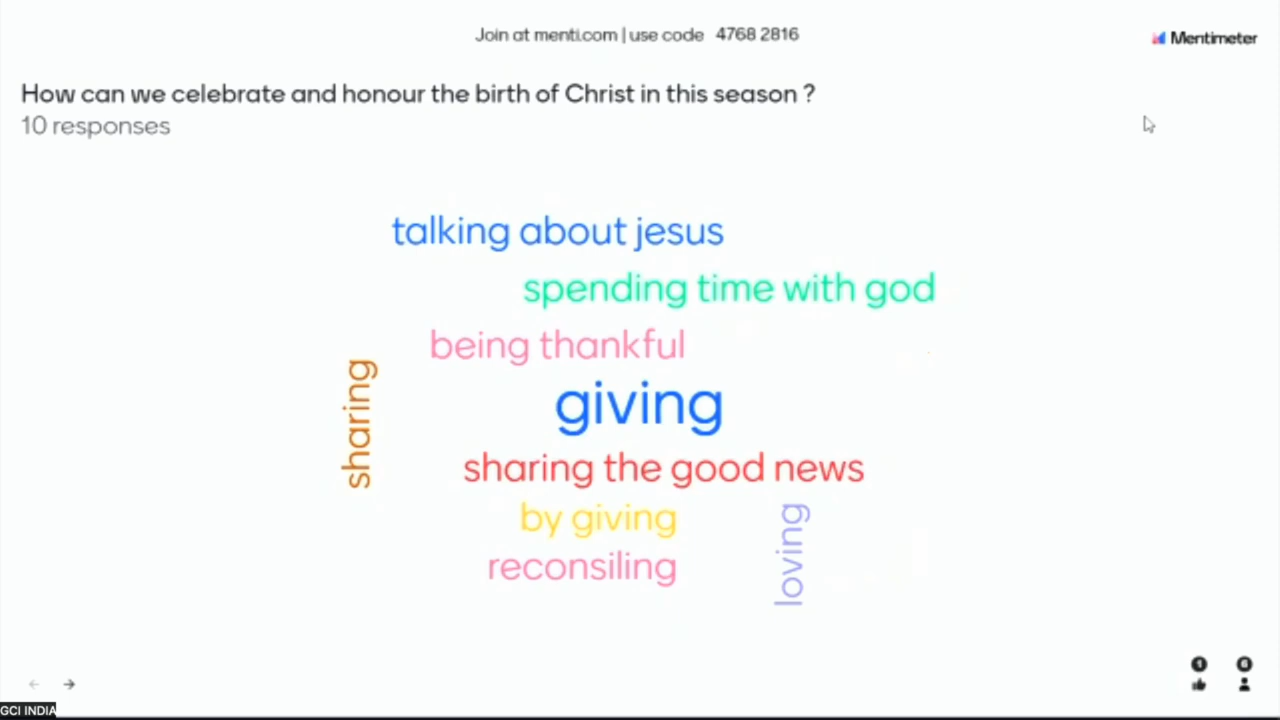 Join at menti.com | use code 4768 2816
Mentimeter
How can we celebrate and honour the birth of Christ in this season ?
10 responses
talking about jesus
spending time with god
being thankful
sharing
giving
sharing the good news
by giving
loving
reconsiling
GCI INDIA